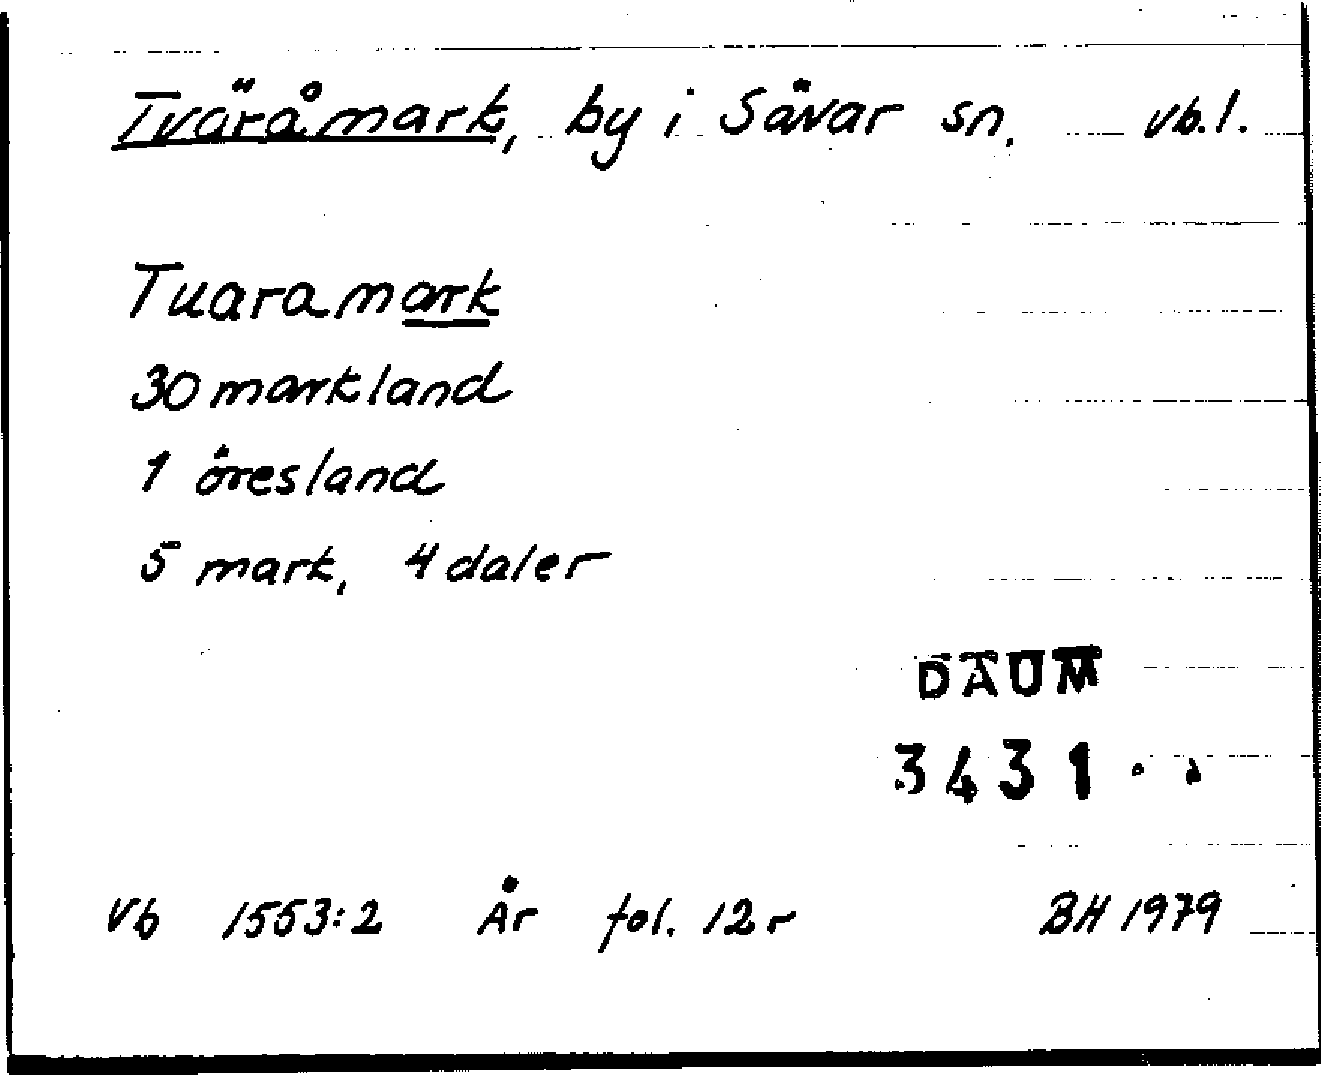 Tväråmark, by i Sävar sn. Vb.l.
Tuaramark
30 markland
1 öresland
5 mark, 4 daler
DAUM
3431
Vb 1553:2 År fol. 12 r BH 1979